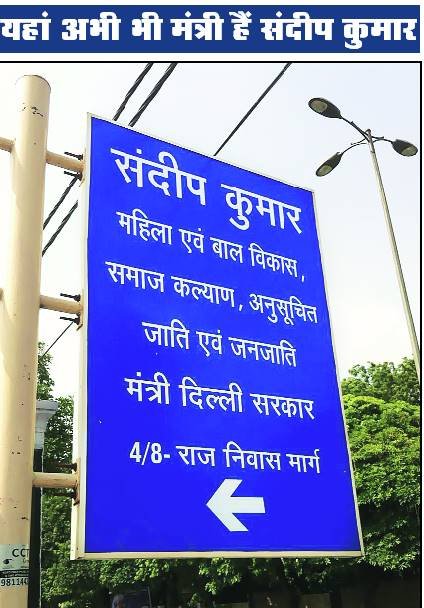 यहां अभी भी मंत्री हैं संदीप कुमार
संदीप कुमार
महिला एवं बाल विकास,
समाज कल्याण, अनुसूचित
जाति एवं जनजाति
मंत्री दिल्ली सरकार
4/8- राज निवास मार्ग